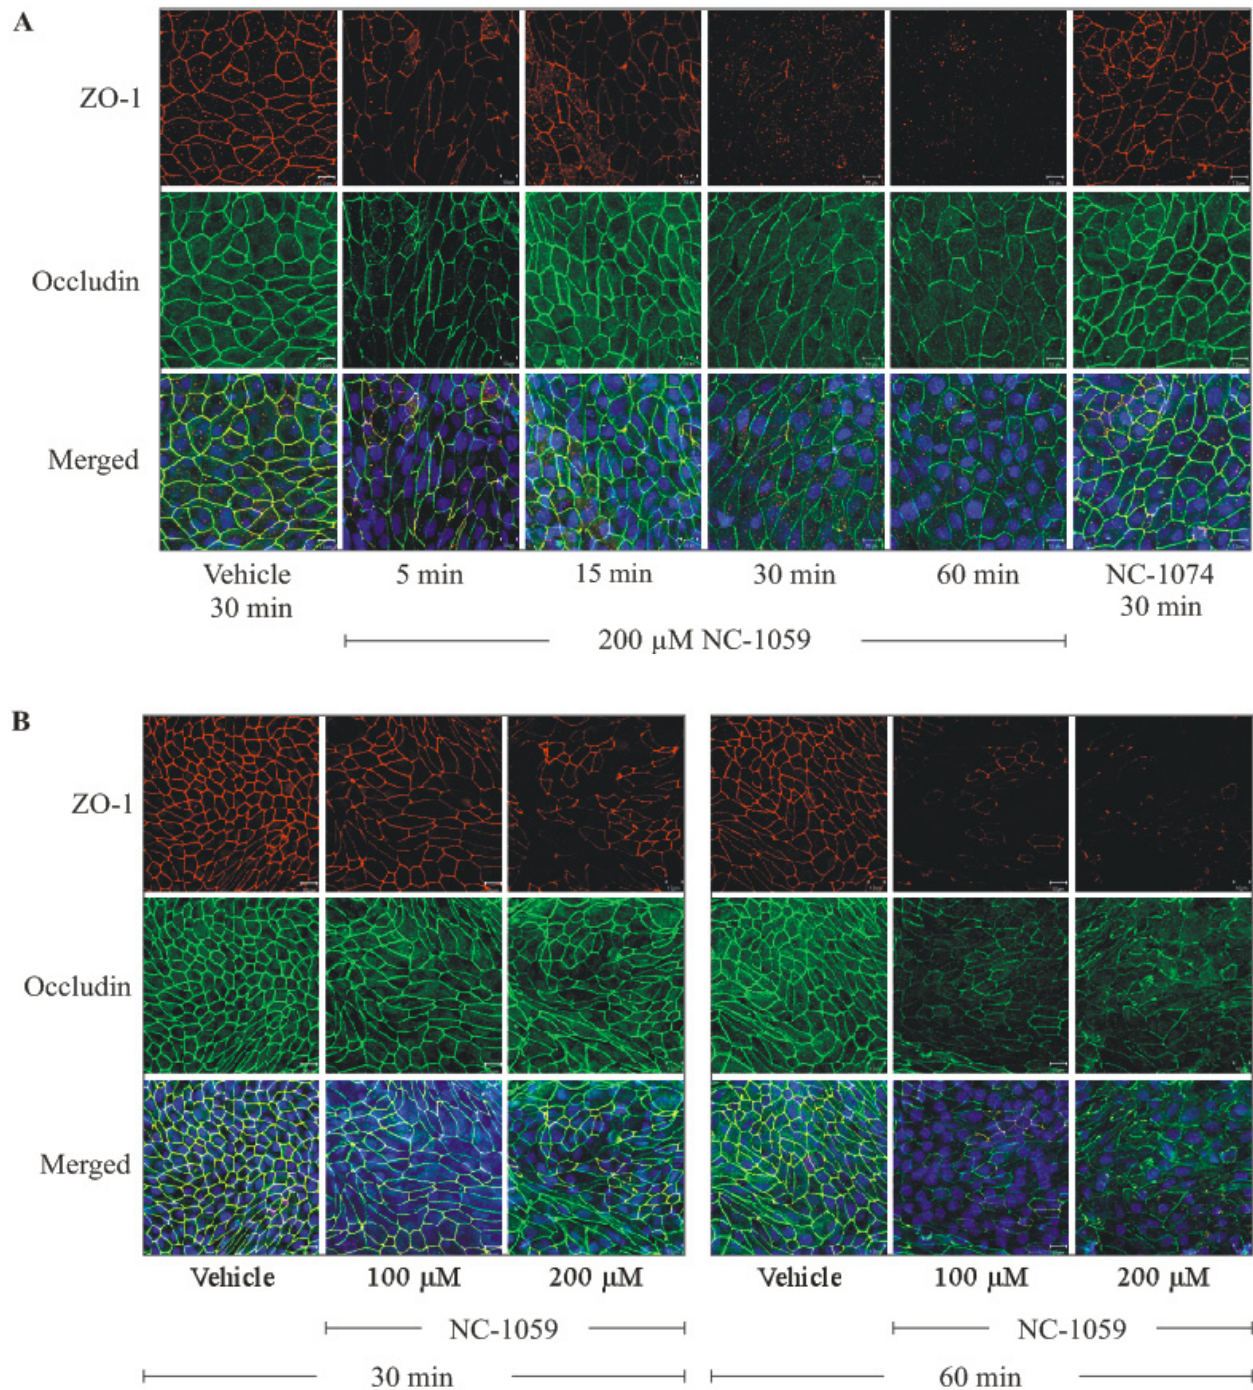 A
ZO-1
Occludin
Merged
Vehicle 5 min 15 min 30 min 60 min NC-1074
30 min 30 min
200 µM NC-1059
B
ZO-1
Occludin
Merged
Vehicle 100 µM 200 µM Vehicle 100 µM 200 µM
NC-1059 NC-1059
30 min 60 min